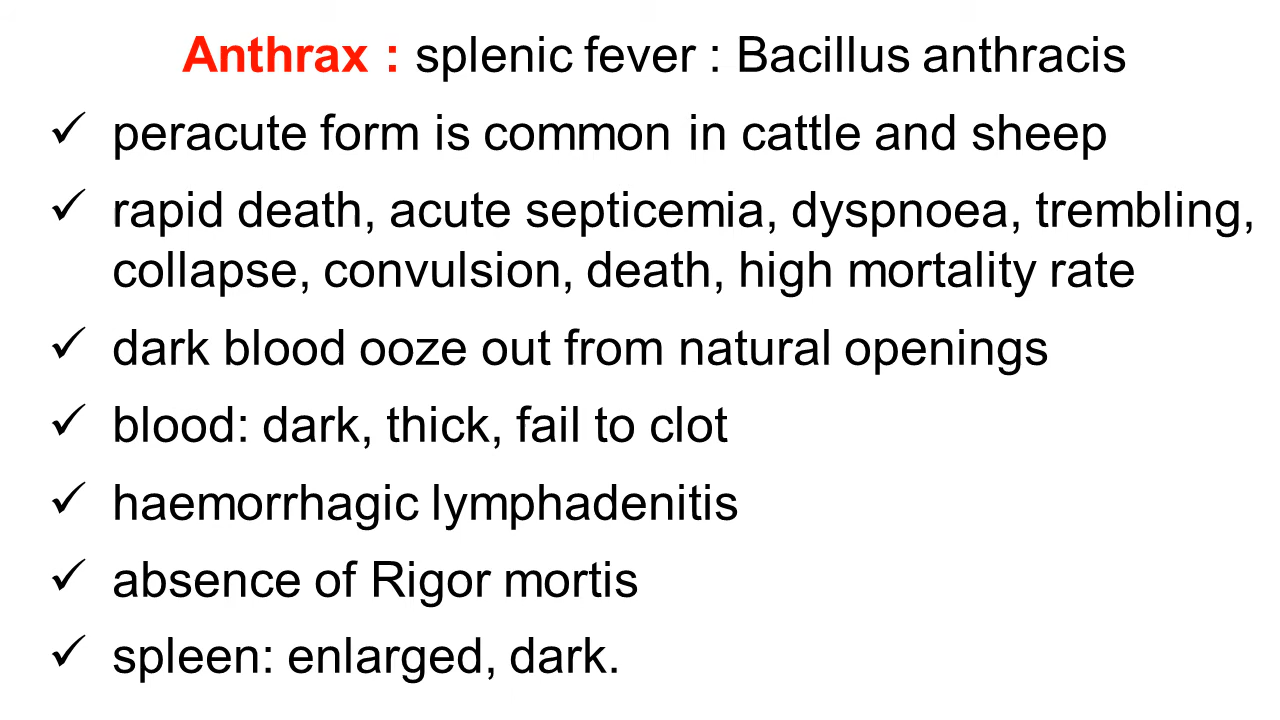 Anthrax : splenic fever : Bacillus anthracis
✓ peracute form is common in cattle and sheep
✓ rapid death, acute septicemia, dyspnoea, trembling,
collapse, convulsion, death, high mortality rate
✓ dark blood ooze out from natural openings
✓ blood: dark, thick, fail to clot
✓ haemorrhagic lymphadenitis
✓ absence of Rigor mortis
✓ spleen: enlarged, dark.